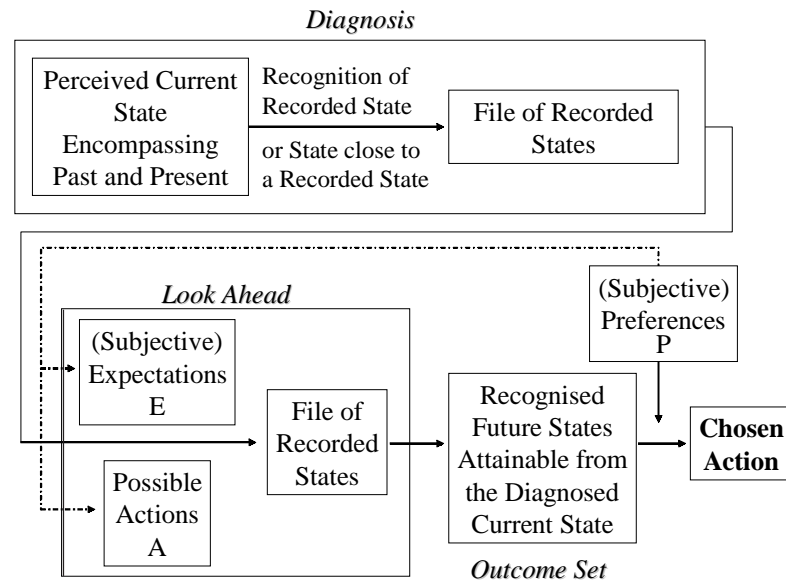 Diagnosis
Perceived Current
State
Encompassing
Past and Present
Recognition of
Recorded State
or State close to
a Recorded State
File of Recorded
States
Look Ahead
(Subjective)
Expectations
E
Possible
Actions
A
File of
Recorded
States
Recognised
Future States
Attainable from
the Diagnosed
Current State
Outcome Set
(Subjective)
Preferences
P
Chosen
Action